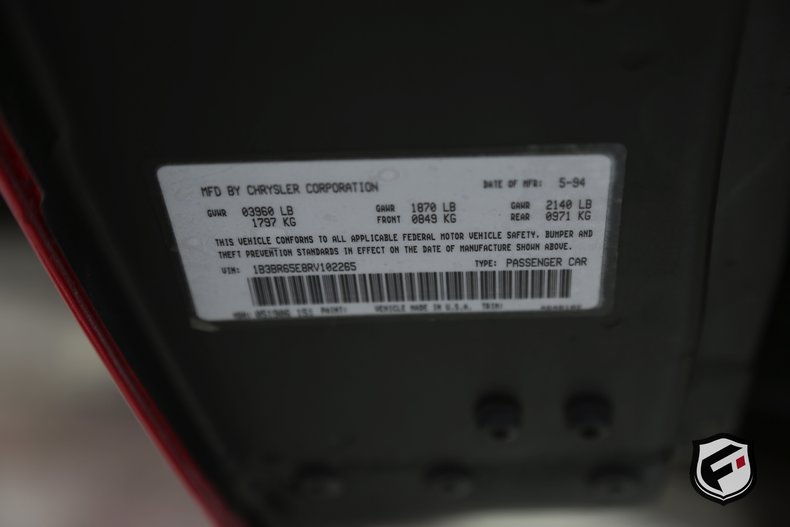 MFD BY CHRYSLER CORPORATION DATE OF MFR: 5-94
GVWR 03960 LB GAWR 1870 LB GAWR 2140 LB
1797 KG FRONT 0849 KG REAR 0971 KG
THIS VEHICLE CONFORMS TO ALL APPLICABLE FEDERAL MOTOR VEHICLE SAFETY, BUMPER AND
THEFT PREVENTION STANDARDS IN EFFECT ON THE DATE OF MANUFACTURE SHOWN ABOVE.
VIN: 1B3BR65E8RV102265 TYPE: PASSENGER CAR
PAINT: VEHICLE MADE IN U.S.A. TRIM: